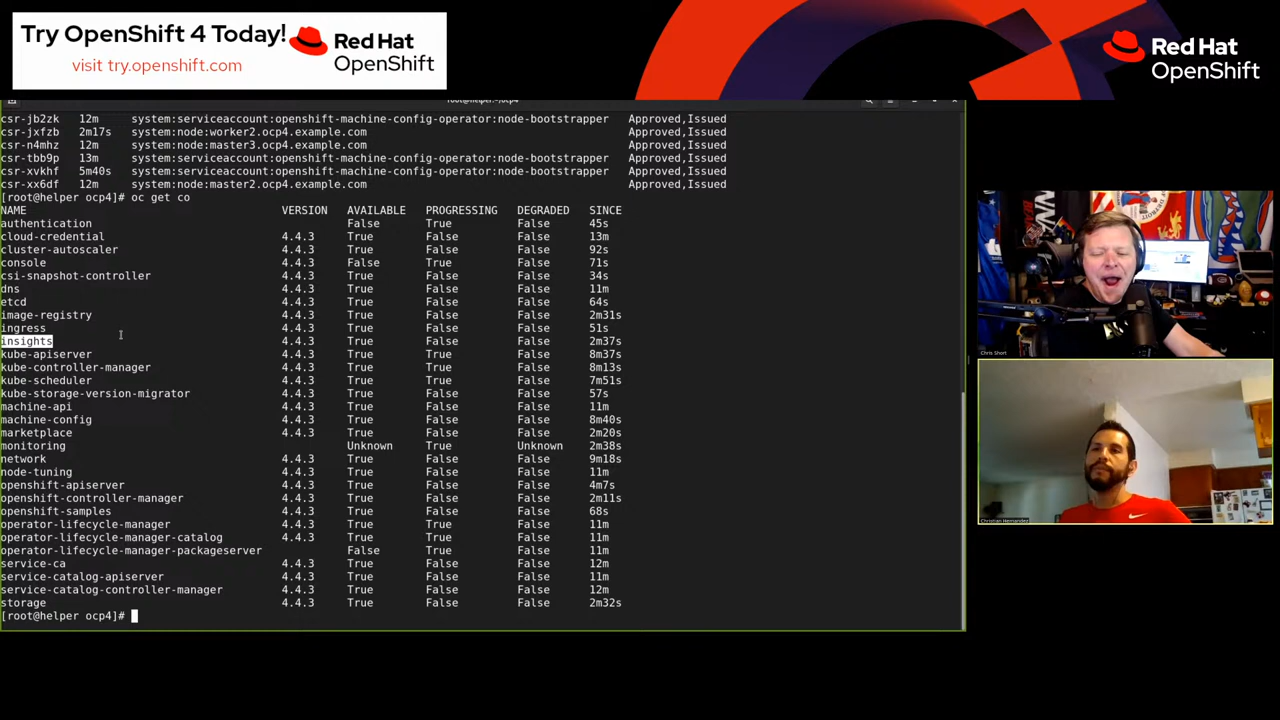 Try OpenShift 4 Today!
visit try.openshift.com
Red Hat
OpenShift
Red Hat
OpenShift
root@helper:~/ocp4
csr-jb2zk 12m system:serviceaccount:openshift-machine-config-operator:node-bootstrapper Approved,Issued
csr-jxfzb 2m17s system:node:worker2.ocp4.example.com Approved,Issued
csr-n4mhz 12m system:node:master3.ocp4.example.com Approved,Issued
csr-tbb9p 13m system:serviceaccount:openshift-machine-config-operator:node-bootstrapper Approved,Issued
csr-xvkhf 5m40s system:serviceaccount:openshift-machine-config-operator:node-bootstrapper Approved,Issued
csr-xx6df 12m system:node:master2.ocp4.example.com Approved,Issued
[root@helper ocp4]# oc get co
NAME VERSION AVAILABLE PROGRESSING DEGRADED SINCE
authentication False True False 45s
cloud-credential 4.4.3 True False False 13m
cluster-autoscaler 4.4.3 True False False 92s
console 4.4.3 False True False 71s
csi-snapshot-controller 4.4.3 True False False 34s
dns 4.4.3 True False False 11m
etcd 4.4.3 True False False 64s
image-registry 4.4.3 True False False 2m31s
ingress 4.4.3 True False False 51s
insights 4.4.3 True False False 2m37s
kube-apiserver 4.4.3 True True False 8m37s
kube-controller-manager 4.4.3 True True False 8m13s
kube-scheduler 4.4.3 True True False 7m51s
kube-storage-version-migrator 4.4.3 True False False 57s
machine-api 4.4.3 True False False 11m
machine-config 4.4.3 True False False 8m40s
marketplace 4.4.3 True False False 2m20s
monitoring Unknown True Unknown 2m38s
network 4.4.3 True False False 9m18s
node-tuning 4.4.3 True False False 11m
openshift-apiserver 4.4.3 True False False 4m7s
openshift-controller-manager 4.4.3 True False False 2m11s
openshift-samples 4.4.3 True False False 68s
operator-lifecycle-manager 4.4.3 True True False 11m
operator-lifecycle-manager-catalog 4.4.3 True True False 11m
operator-lifecycle-manager-packageserver False True False 11m
service-ca 4.4.3 True False False 12m
service-catalog-apiserver 4.4.3 True False False 11m
service-catalog-controller-manager 4.4.3 True False False 12m
storage 4.4.3 True False False 2m32s
[root@helper ocp4]#
Chris Short
Christian Hernandez